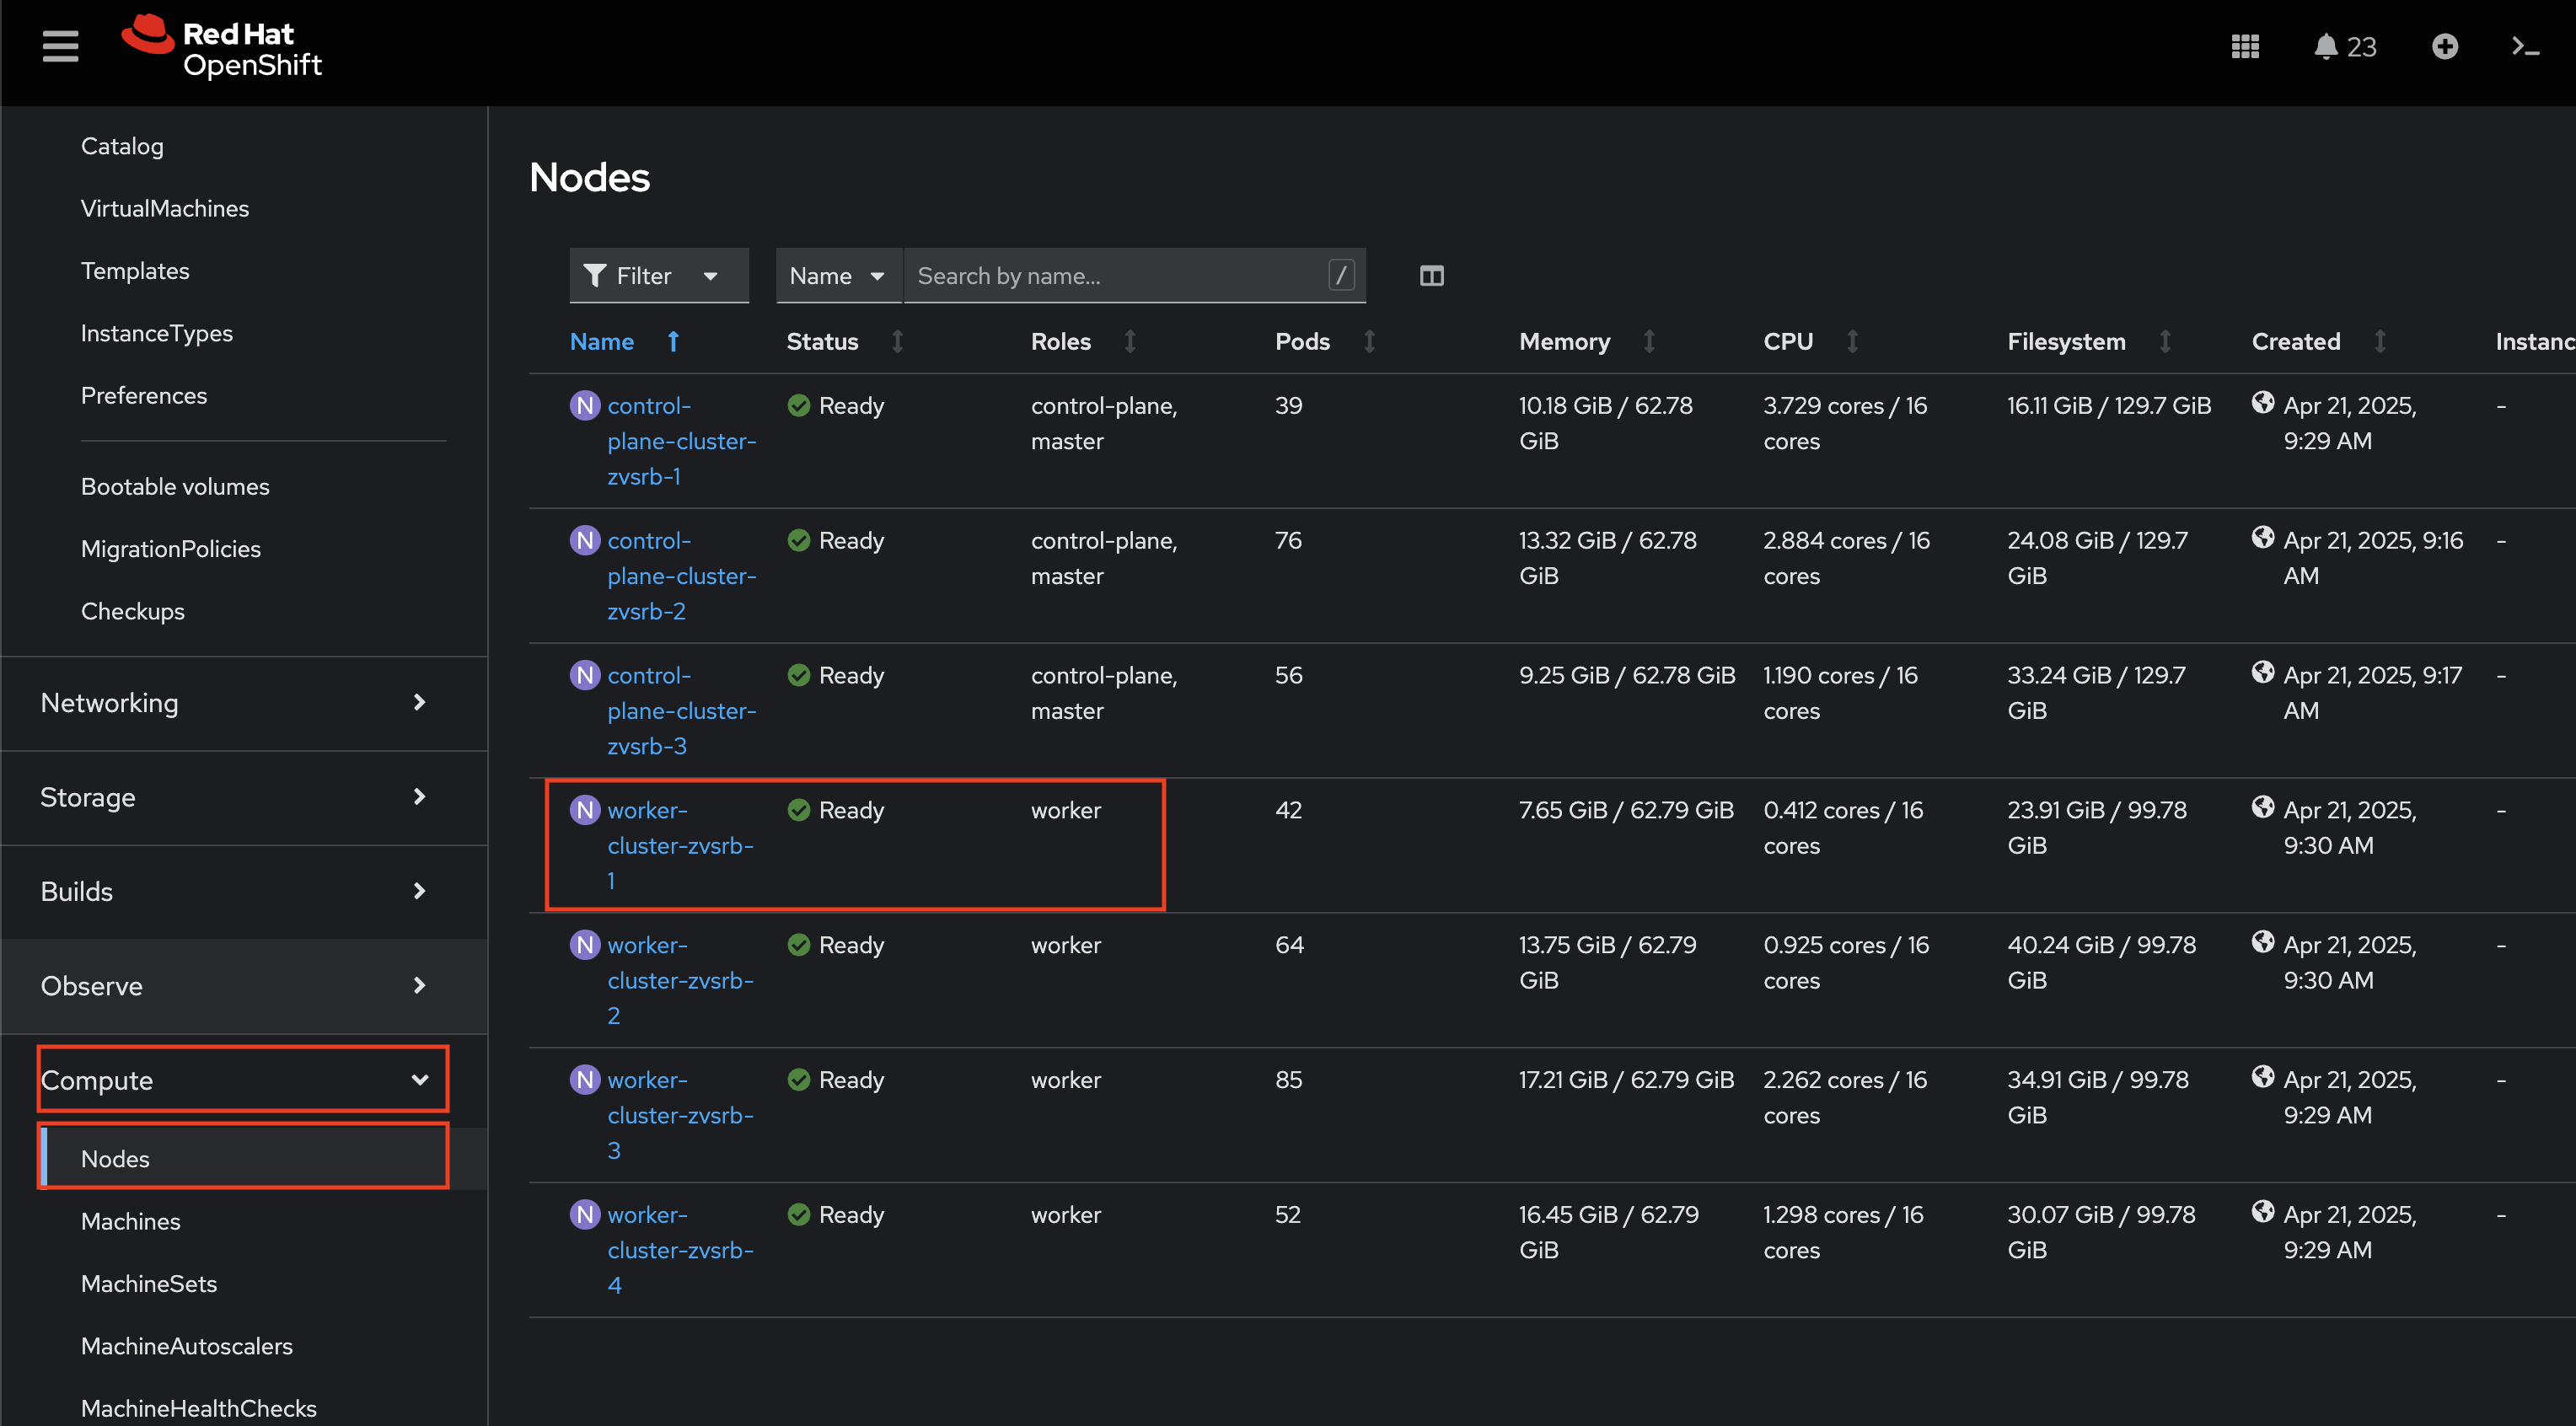 Red Hat
OpenShift
23
Catalog
VirtualMachines
Templates
InstanceTypes
Preferences
Bootable volumes
MigrationPolicies
Checkups
Networking
Storage
Builds
Observe
Compute
Nodes
Machines
MachineSets
MachineAutoscalers
MachineHealthChecks
Nodes
Filter
Name
Search by name...
/
Name Status Roles Pods Memory CPU Filesystem Created Instanc
N control- Ready control-plane, 39 10.18 GiB / 62.78 3.729 cores / 16 16.11 GiB / 129.7 GiB Apr 21, 2025, -
plane-cluster- master GiB cores 9:29 AM
zvsrb-1
N control- Ready control-plane, 76 13.32 GiB / 62.78 2.884 cores / 16 24.08 GiB / 129.7 Apr 21, 2025, 9:16 -
plane-cluster- master GiB cores GiB AM
zvsrb-2
N control- Ready control-plane, 56 9.25 GiB / 62.78 GiB 1.190 cores / 16 33.24 GiB / 129.7 Apr 21, 2025, 9:17 -
plane-cluster- master cores GiB AM
zvsrb-3
N worker- Ready worker 42 7.65 GiB / 62.79 GiB 0.412 cores / 16 23.91 GiB / 99.78 Apr 21, 2025, -
cluster-zvsrb- cores GiB 9:30 AM
1
N worker- Ready worker 64 13.75 GiB / 62.79 0.925 cores / 16 40.24 GiB / 99.78 Apr 21, 2025, -
cluster-zvsrb- GiB cores GiB 9:30 AM
2
N worker- Ready worker 85 17.21 GiB / 62.79 GiB 2.262 cores / 16 34.91 GiB / 99.78 Apr 21, 2025, -
cluster-zvsrb- cores GiB 9:29 AM
3
N worker- Ready worker 52 16.45 GiB / 62.79 1.298 cores / 16 30.07 GiB / 99.78 Apr 21, 2025, -
cluster-zvsrb- GiB cores GiB 9:29 AM
4